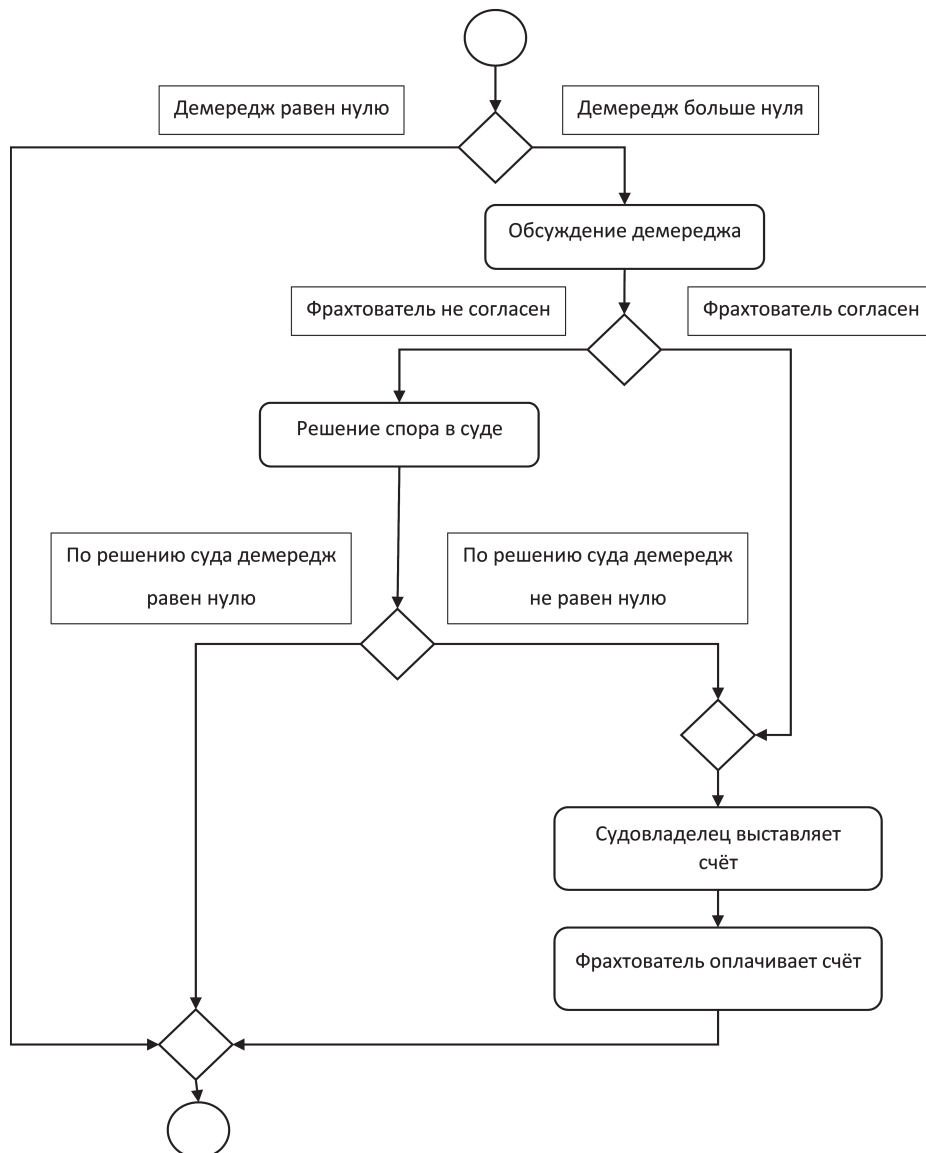 Демередж равен нулю
Демередж больше нуля
Обсуждение демереджа
Фрахтователь не согласен
Фрахтователь согласен
Решение спора в суде
По решению суда демередж
равен нулю
По решению суда демередж
не равен нулю
Судовладелец выставляет
счёт
Фрахтователь оплачивает счёт